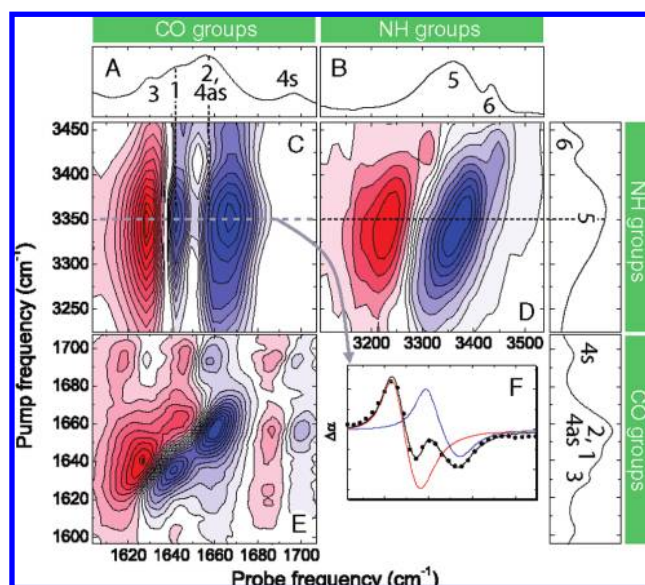 CO groups NH groups
A 3 1 2, 4as 4s
B 5 6
3450
3400
3350
3300
3250
C
D
6
5
NH groups
3200 3300 3400 3500
Pump frequency (cm-1)
1700
1680
1660
1640
1620
1600
E
F
Δα
4s
2, 1
4as
3
CO groups
1620 1640 1660 1680 1700
Probe frequency (cm-1)